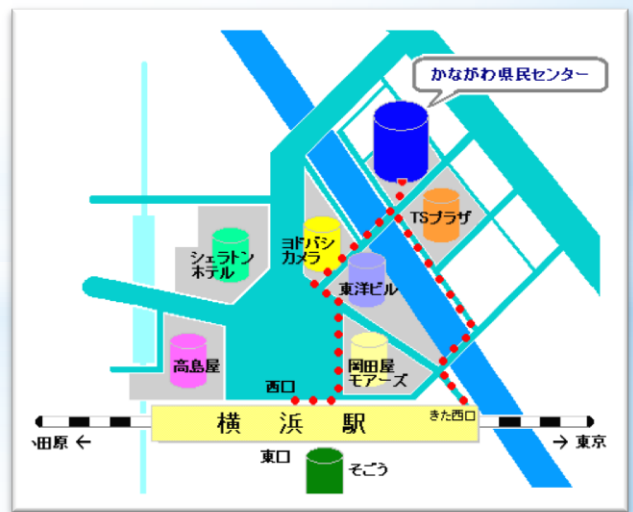 かながわ県民センター
TSプラザ
ヨドバシ
カメラ
シェラトン
ホテル
東洋ビル
高島屋
岡田屋
モアーズ
西口
きた西口
横浜駅
田原 ←
→ 東京
東口
そごう